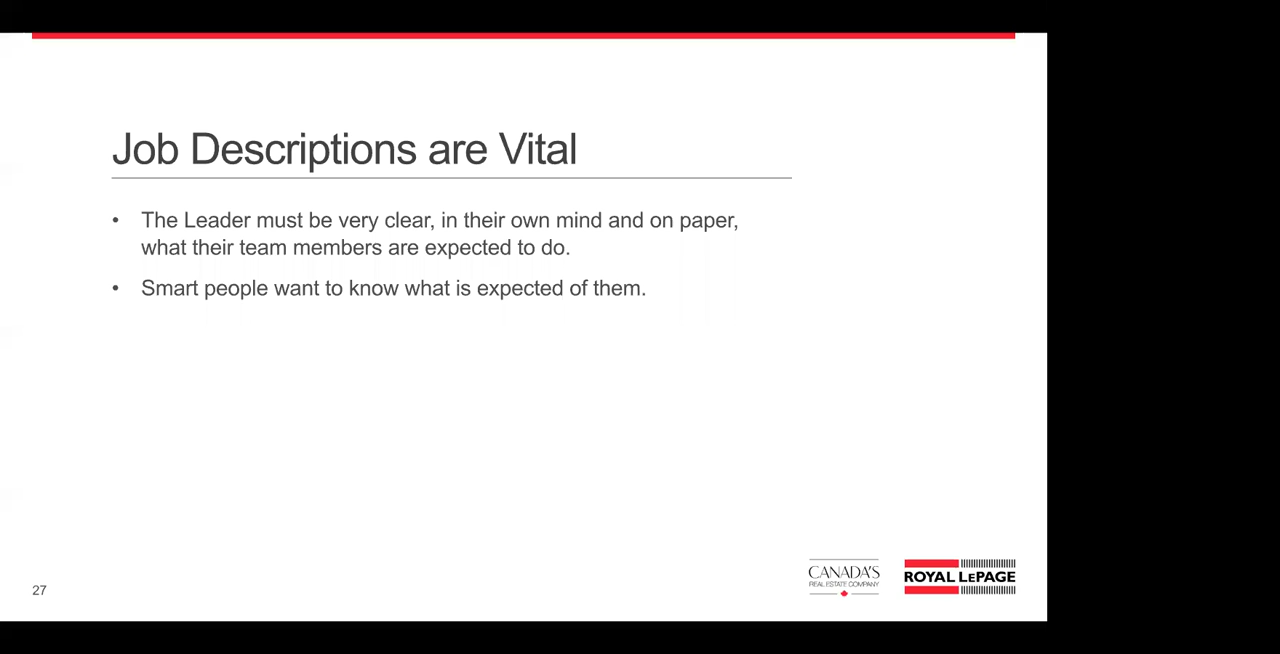 Job Descriptions are Vital
• The Leader must be very clear, in their own mind and on paper,
what their team members are expected to do.
• Smart people want to know what is expected of them.
27
CANADA'S
REAL ESTATE COMPANY
ROYAL LEPAGE